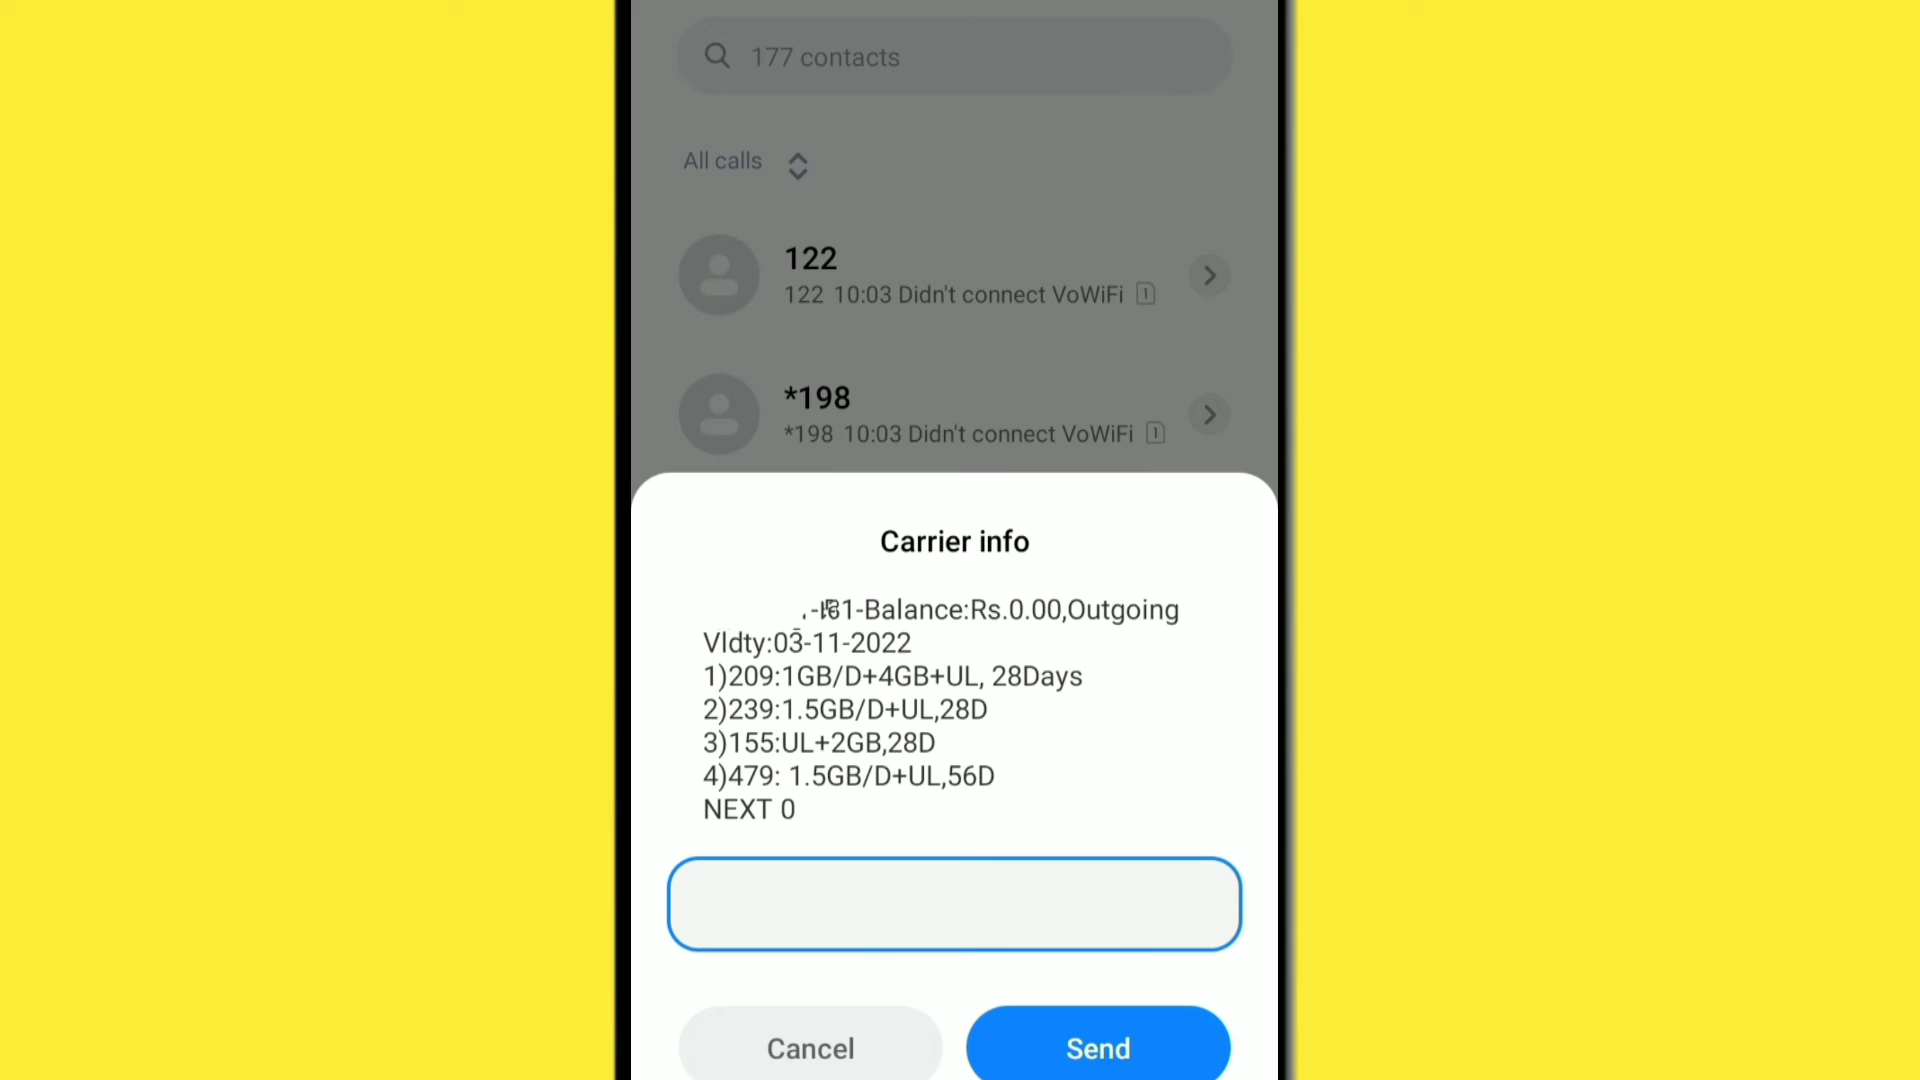 177 contacts
All calls
122
122 10:03 Didn't connect VoWiFi 1
*198
*198 10:03 Didn't connect VoWiFi 1
Carrier info
1-Balance:Rs.0.00,Outgoing
Vldty:03-11-2022
1)209:1GB/D+4GB+UL, 28Days
2)239:1.5GB/D+UL,28D
3)155:UL+2GB,28D
4)479: 1.5GB/D+UL,56D
NEXT 0
Cancel
Send